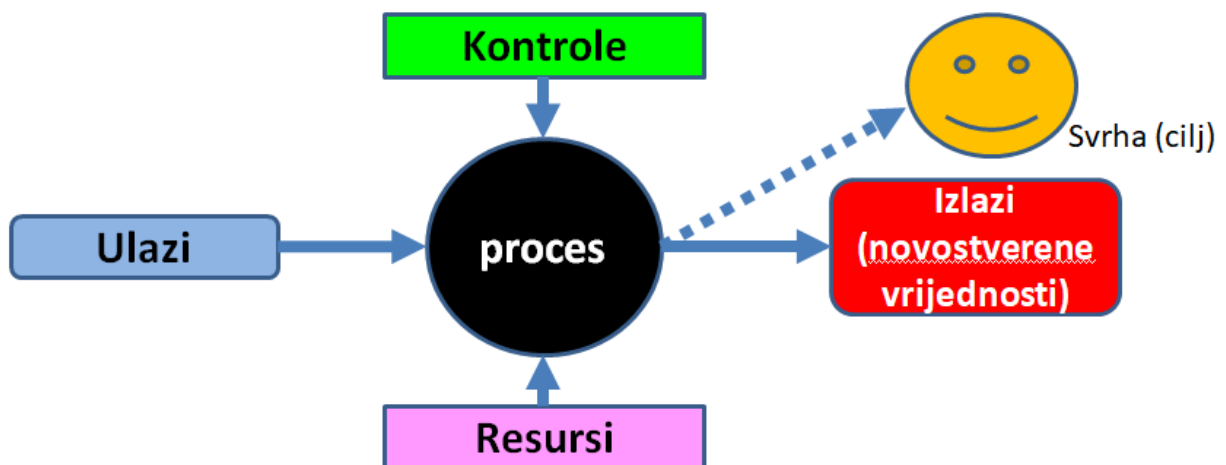 Kontrole
Svrha (cilj)
Ulazi
proces
Izlazi
(novostverene
vrijednosti)
Resursi